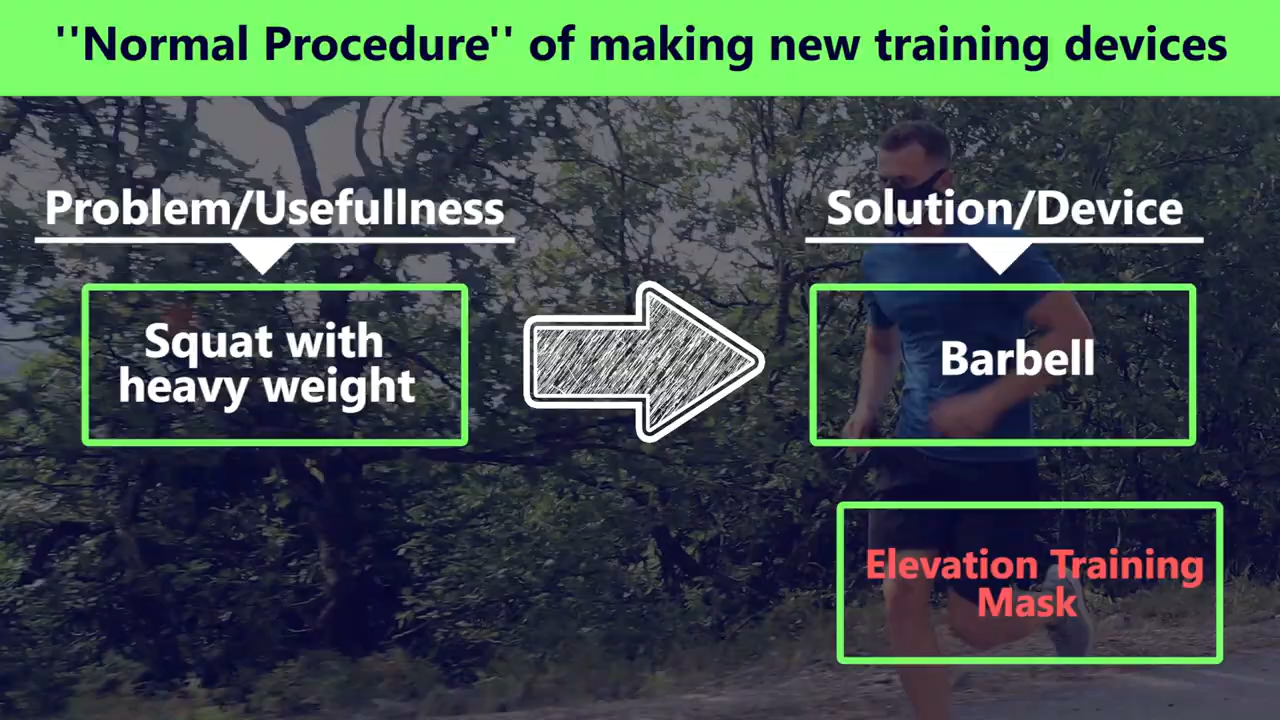 ''Normal Procedure'' of making new training devices
Problem/Usefullness
Solution/Device
Squat with
heavy weight
Barbell
Elevation Training
Mask